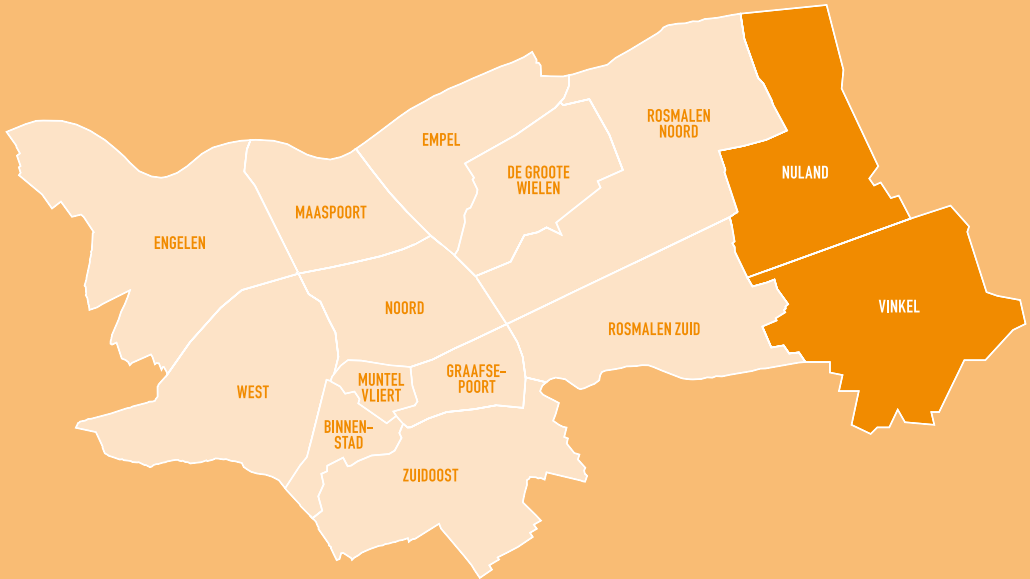 ROSMALEN
NOORD
EMPEL
DE GROOTE
WIELEN
NULAND
MAASPOORT
ENGELEN
NOORD
VINKEL
ROSMALEN ZUID
GRAAFSE-
POORT
MUNTEL
VLIERT
WEST
BINNEN-
STAD
ZUIDOOST